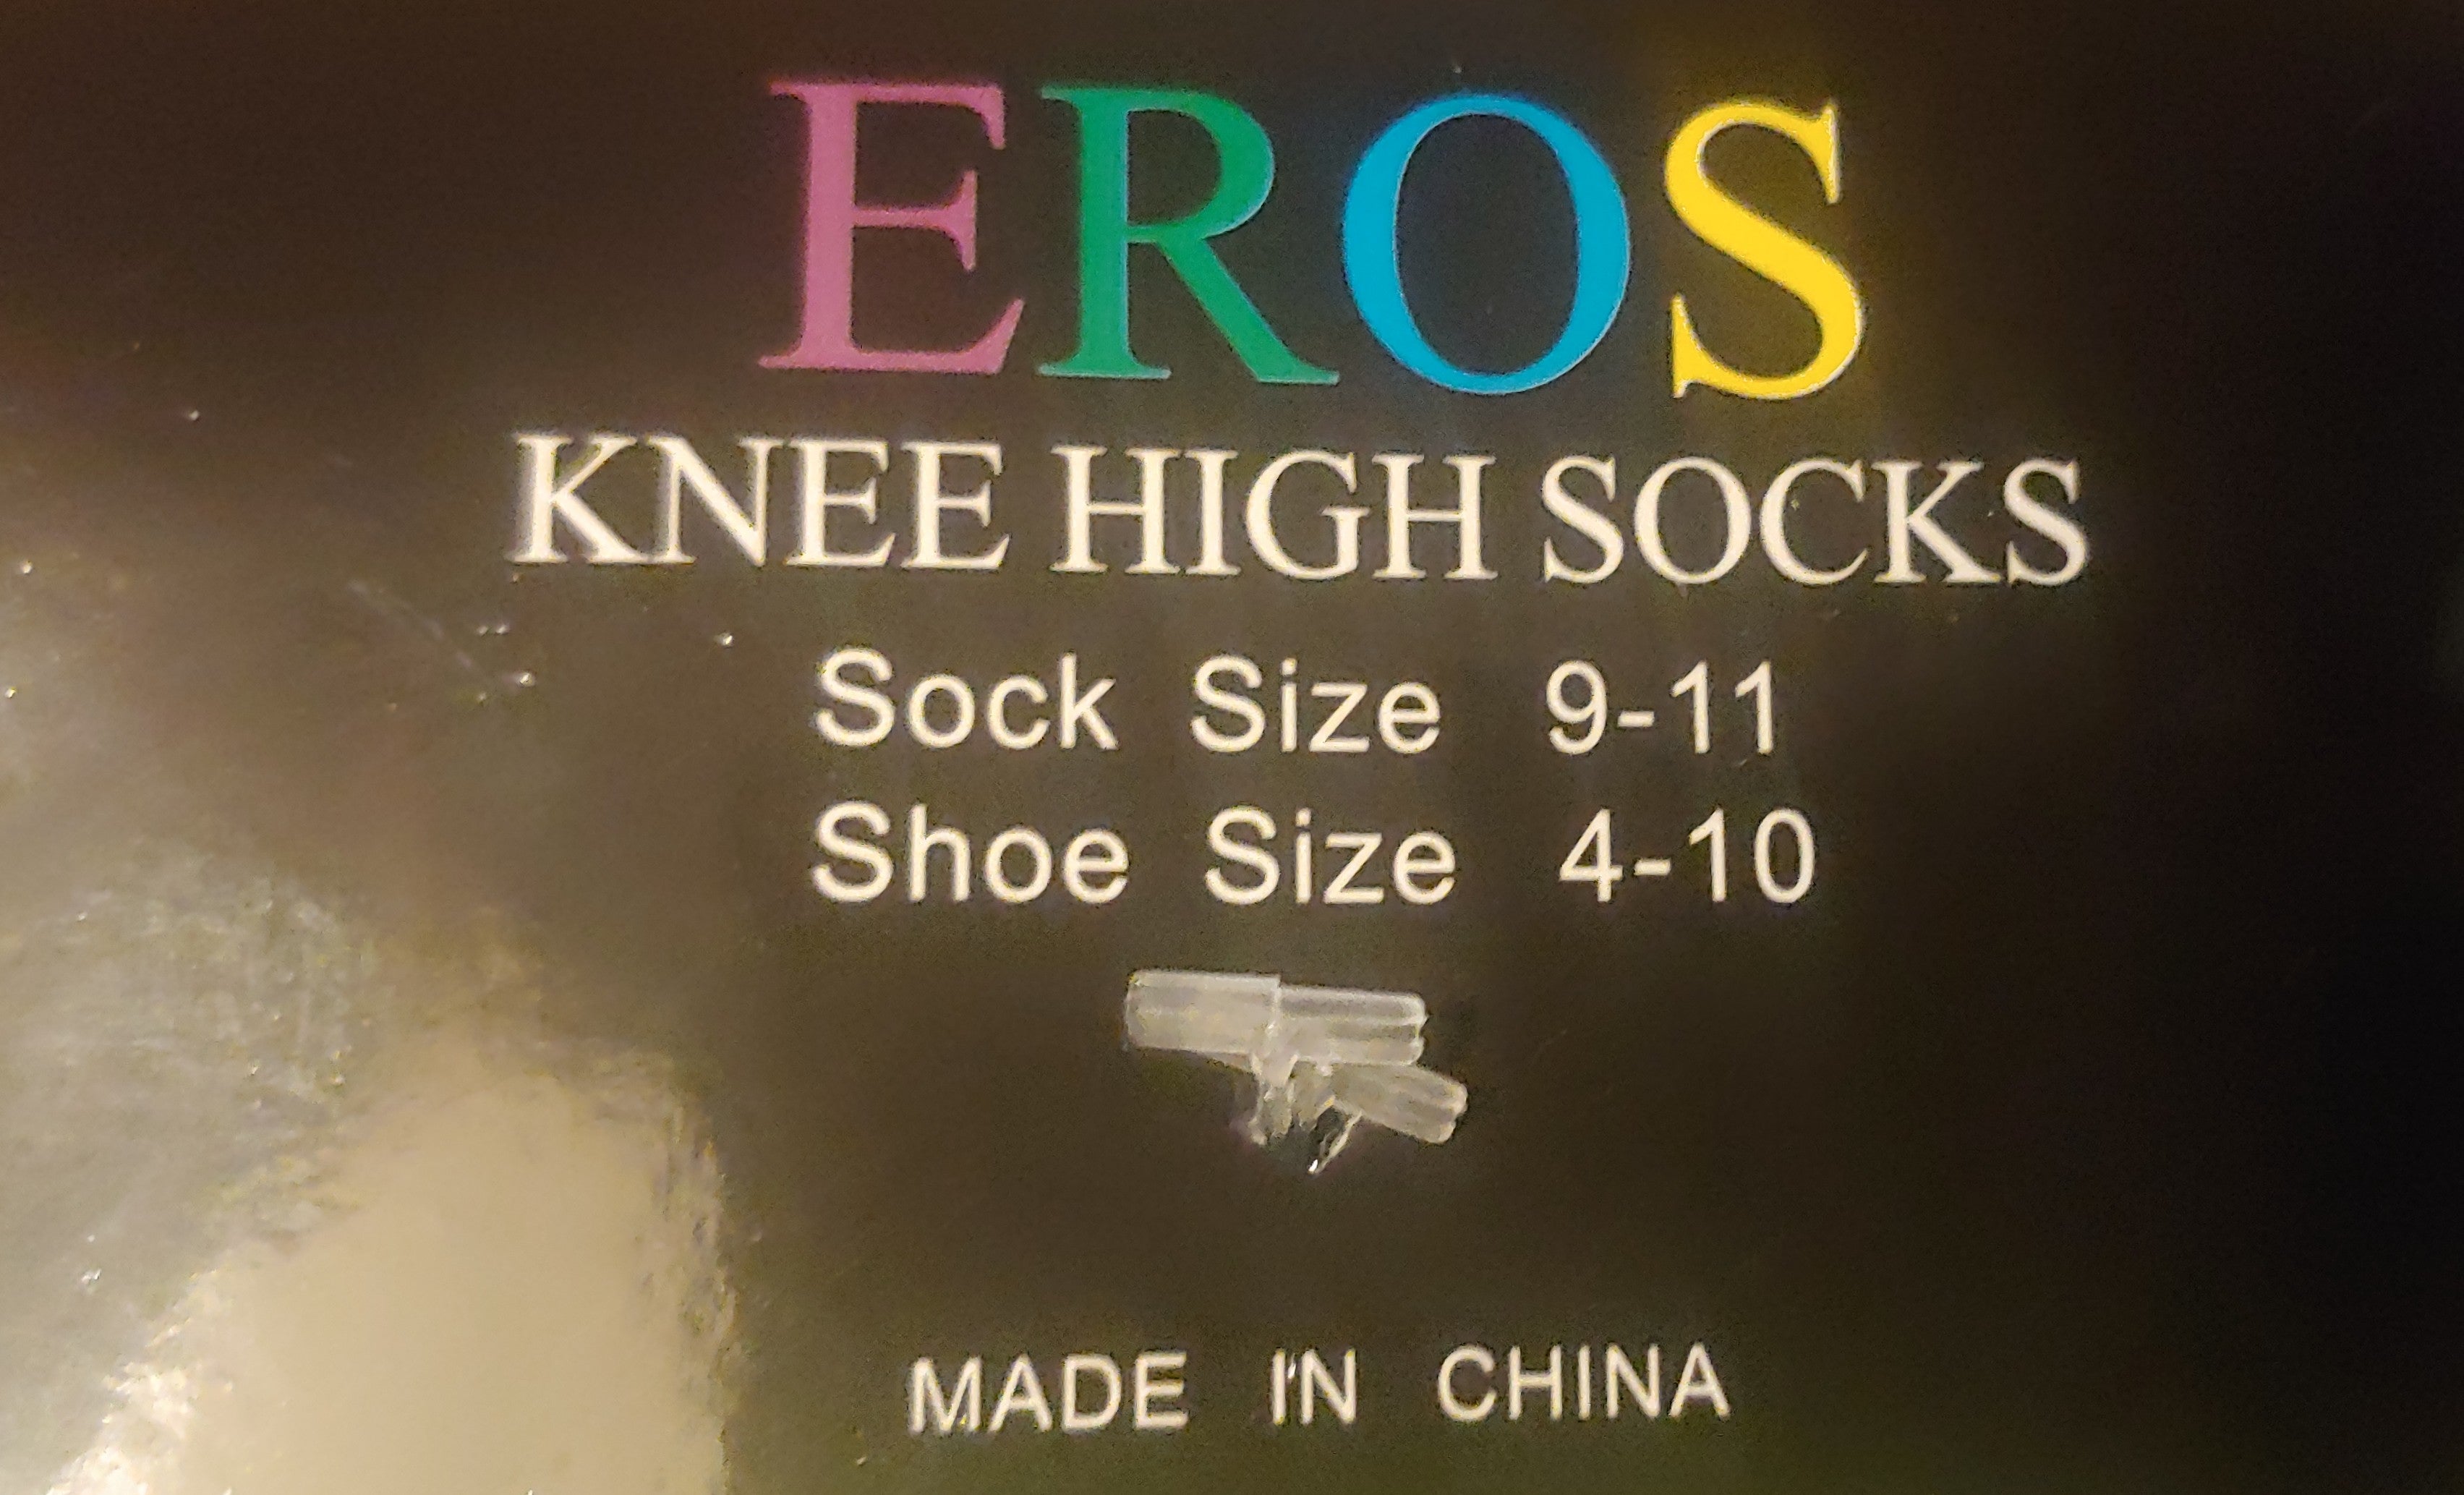 EROS
KNEE HIGH SOCKS
Sock Size 9-11
Shoe Size 4-10
MADE IN CHINA